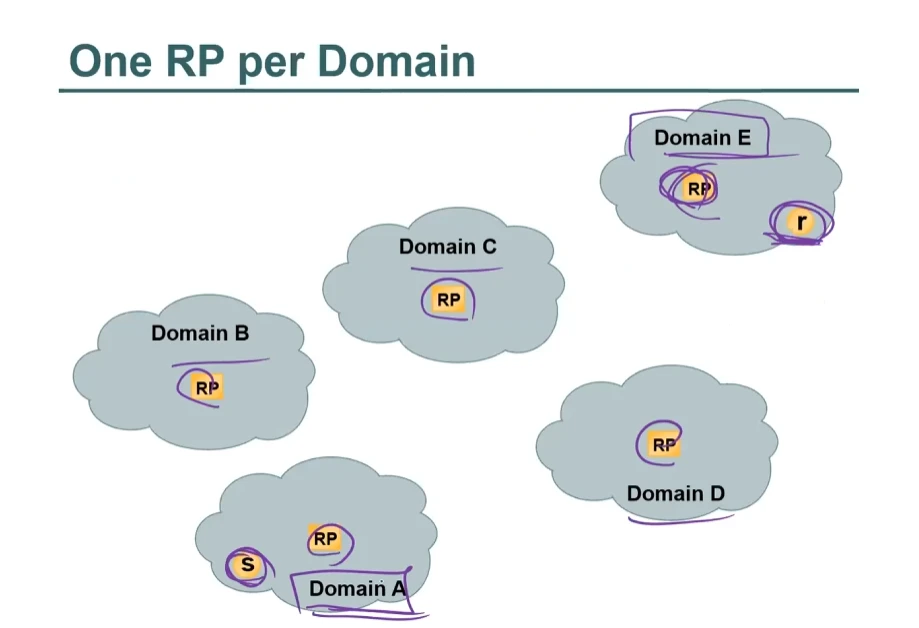 One RP per Domain
Domain E
RP
r
Domain C
RP
Domain B
RP
RP
Domain D
RP
s
Domain A